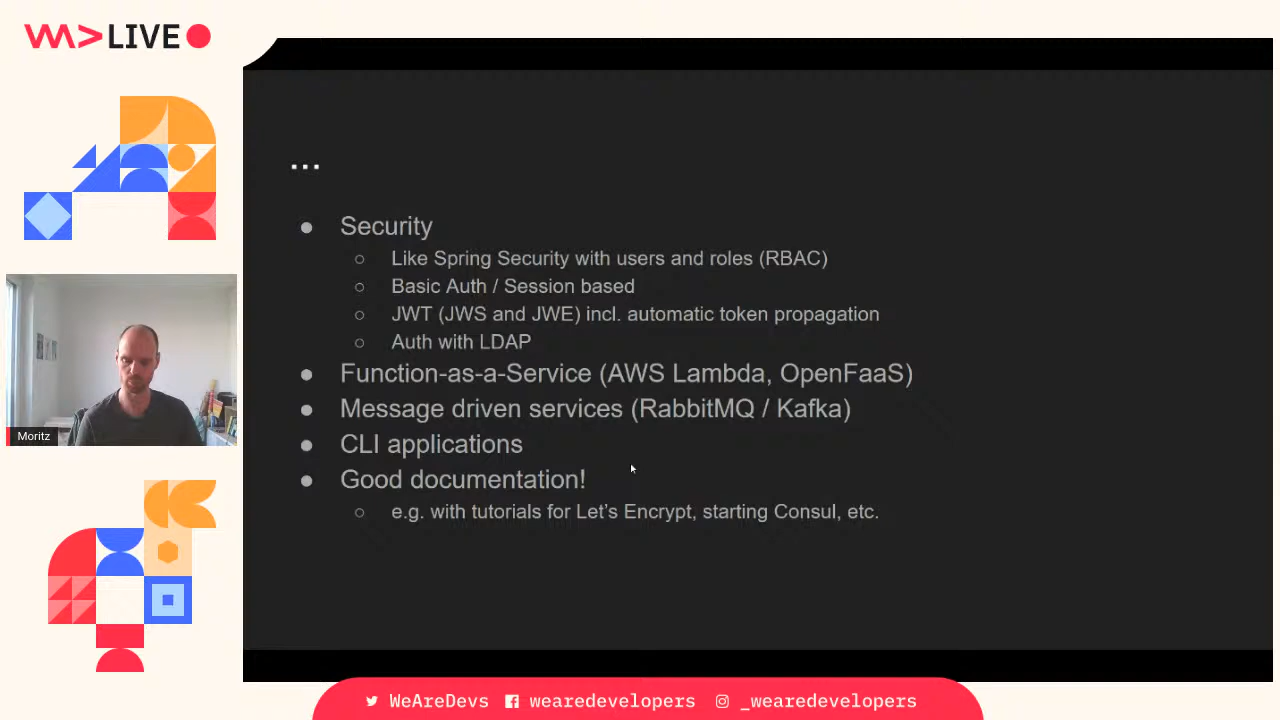 LIVE
...
● Security
○ Like Spring Security with users and roles (RBAC)
○ Basic Auth / Session based
○ JWT (JWS and JWE) incl. automatic token propagation
○ Auth with LDAP
● Function-as-a-Service (AWS Lambda, OpenFaaS)
● Message driven services (RabbitMQ / Kafka)
● CLI applications
● Good documentation!
○ e.g. with tutorials for Let's Encrypt, starting Consul, etc.
Moritz
WeAreDevs wearedevelopers _wearedevelopers